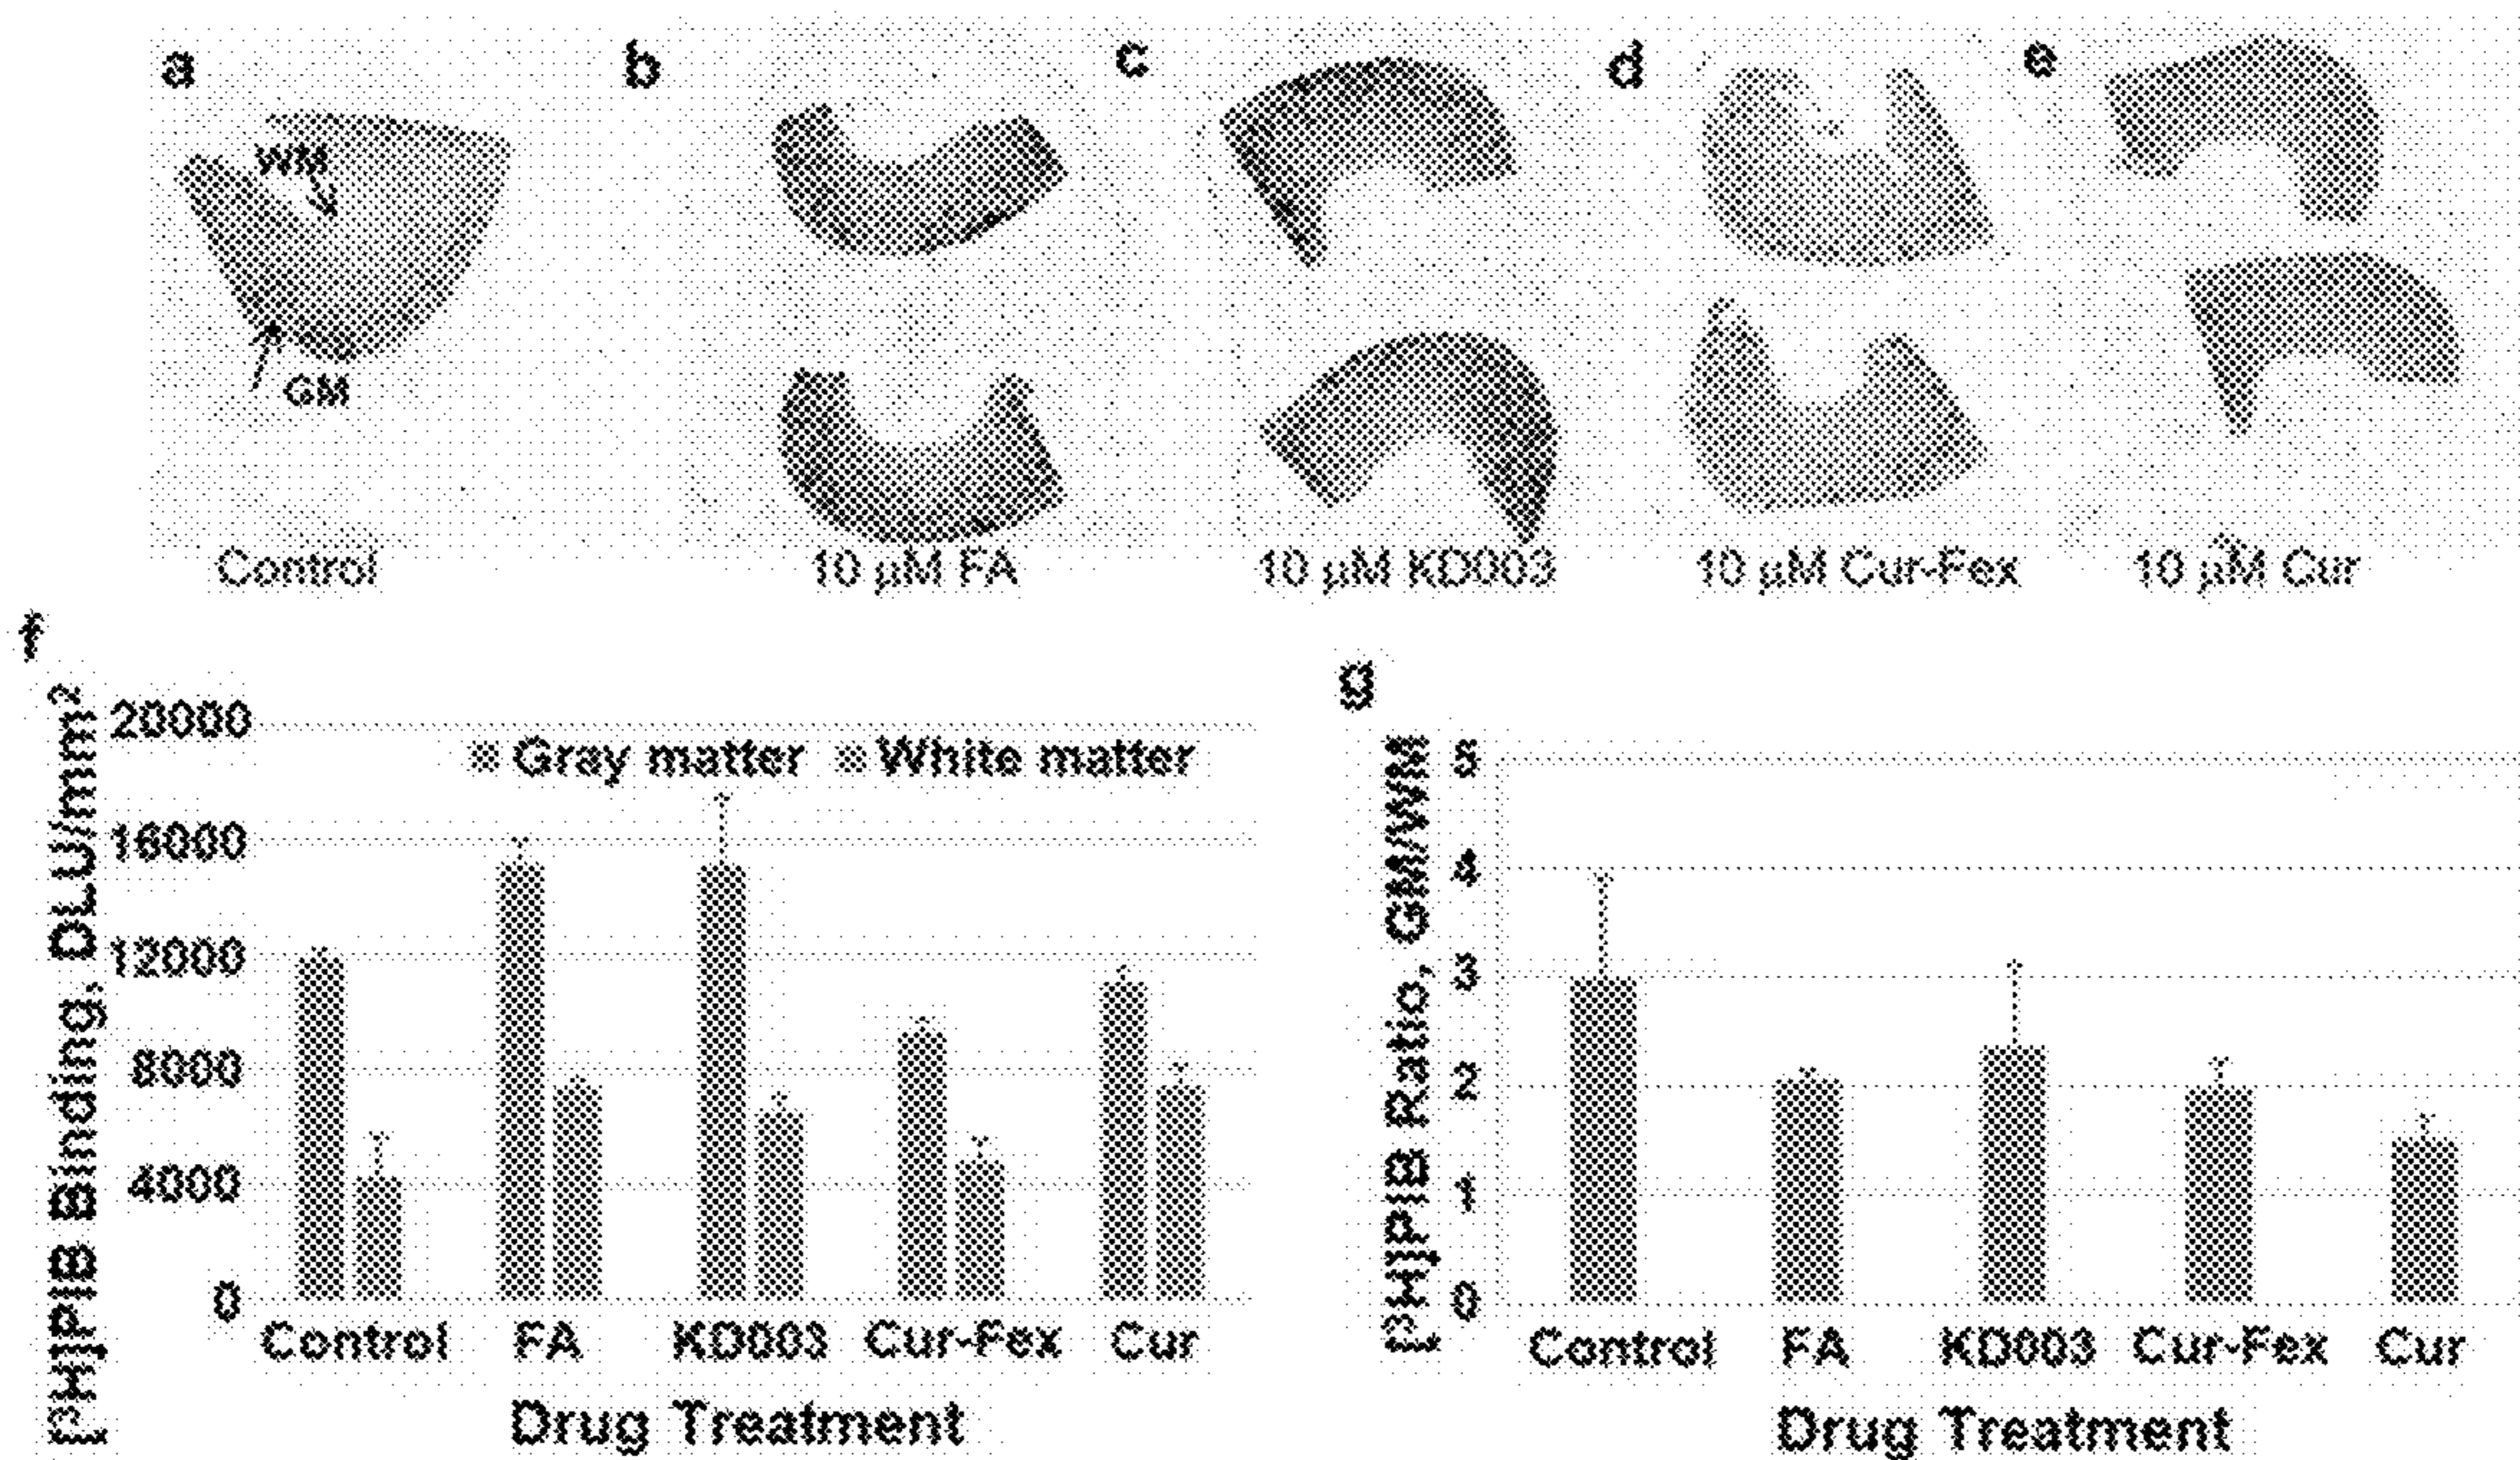 a b c d e
WM
GM
Control 10 µM FA 10 µM KD003 10 µM Cur-Fex 10 µM Cur
f
[³H]PIB Binding, DLU/mm²
20000
16000
12000
8000
4000
0
Gray matter White matter
Control FA KD003 Cur-Fex Cur
Drug Treatment
g
[³H]PIB Ratio, GM/WM
5
4
3
2
1
0
Control FA KD003 Cur-Fex Cur
Drug Treatment